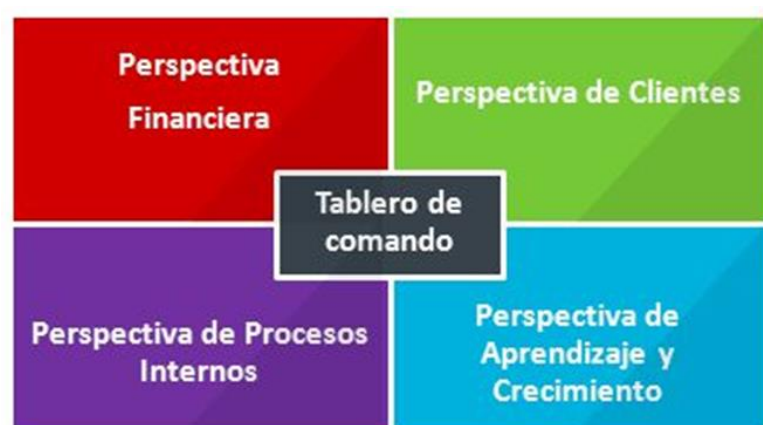 Perspectiva
Financiera
Perspectiva de Clientes
Tablero de
comando
Perspectiva de Procesos
Internos
Perspectiva de
Aprendizaje y
Crecimiento